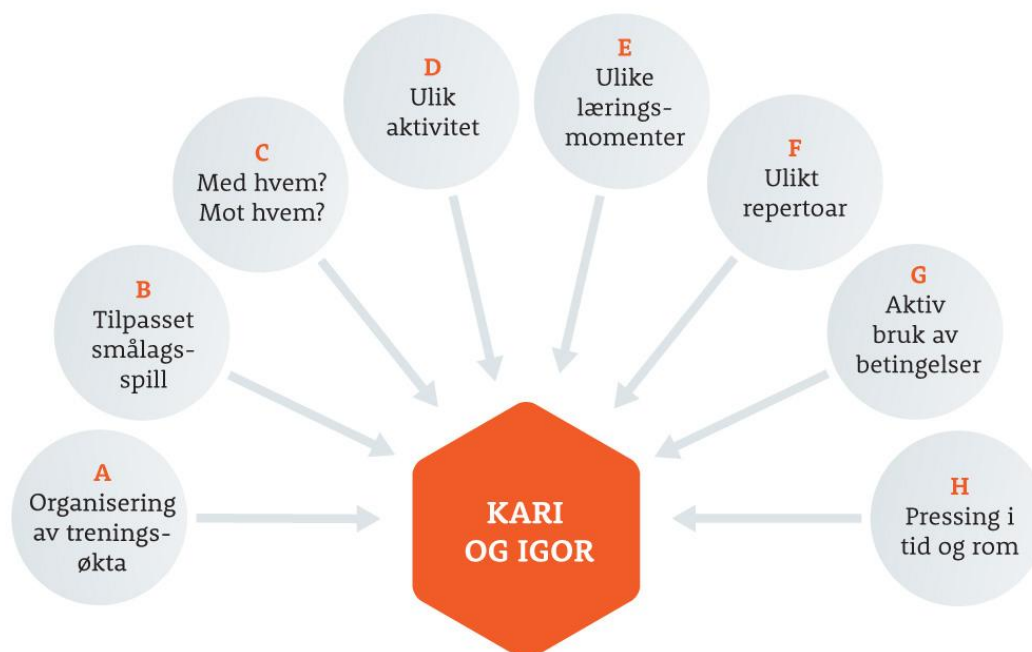 A
Organisering
av trenings-
økta
B
Tilpasset
smålags-
spill
C
Med hvem?
Mot hvem?
D
Ulik
aktivitet
E
Ulike
lærings-
momenter
F
Ulikt
repertoar
G
Aktiv
bruk av
betingelser
H
Pressing i
tid og rom
KARI
OG IGOR